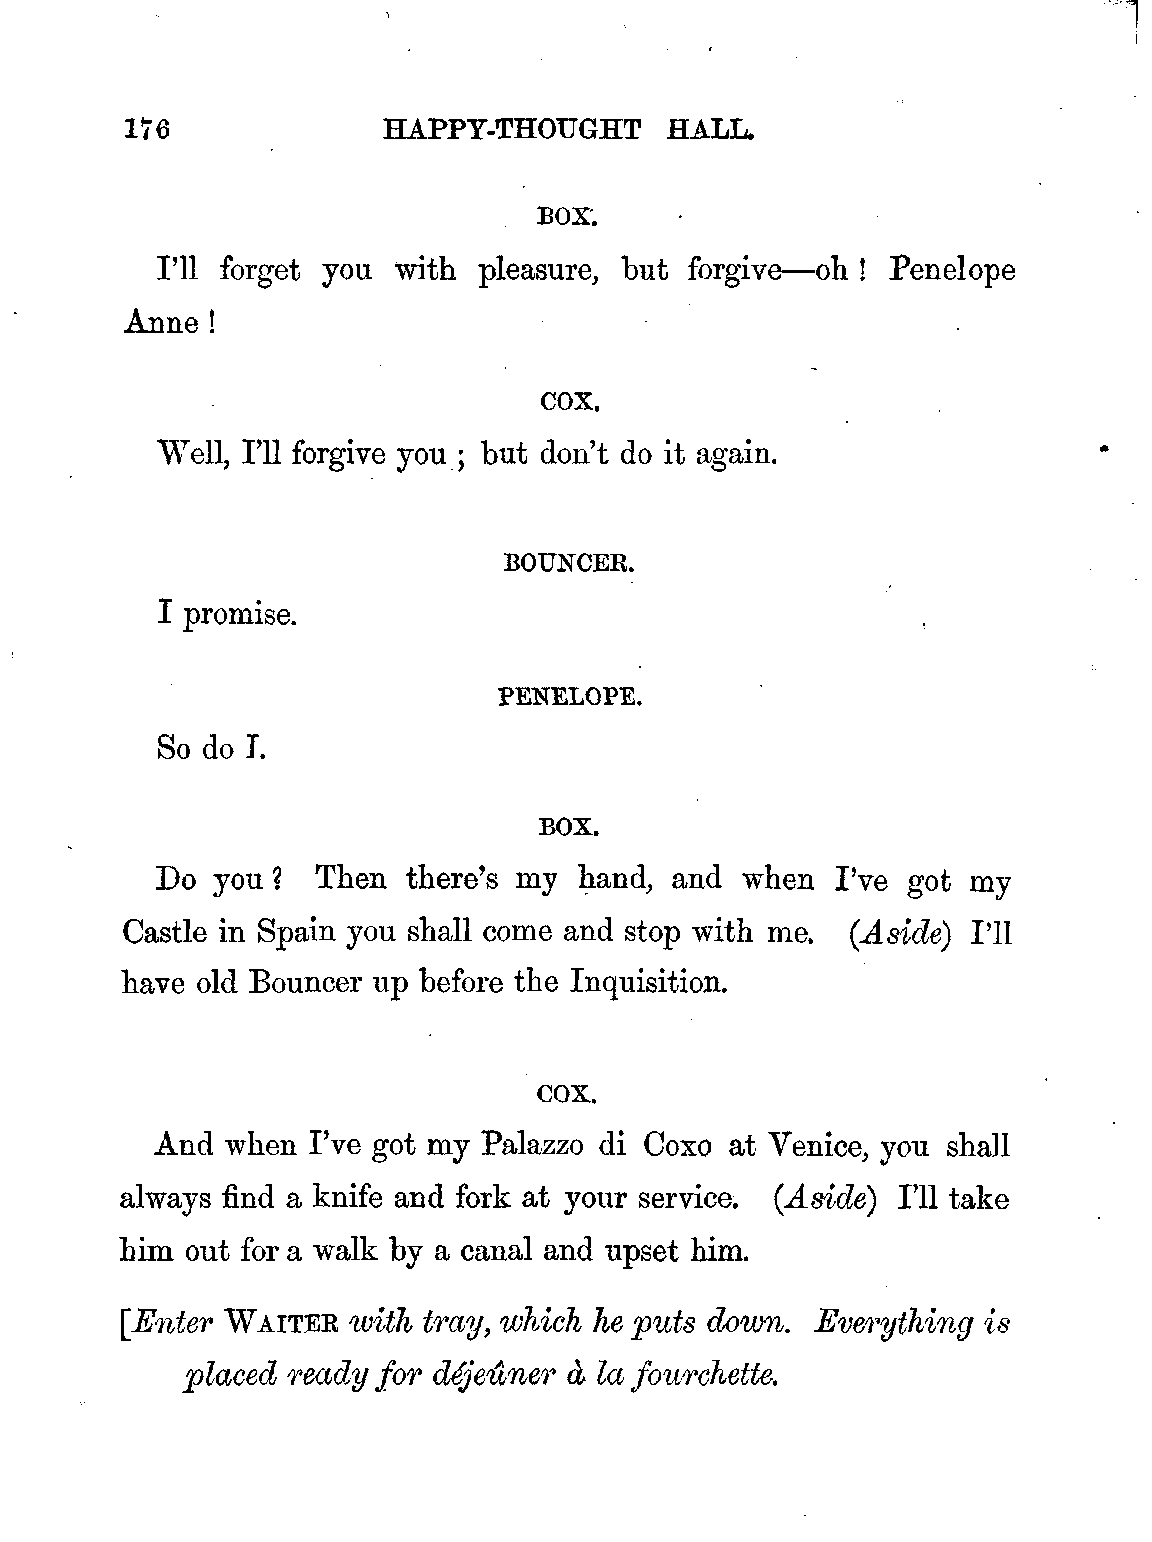 176 HAPPY-THOUGHT HALL.
BOX.
I'll forget you with pleasure, but forgive—oh! Penelope
Anne!
COX.
Well, I'll forgive you; but don't do it again.
BOUNCER.
I promise.
PENELOPE.
So do I.
BOX.
Do you? Then there's my hand, and when I've got my
Castle in Spain you shall come and stop with me. (Aside) I'll
have old Bouncer up before the Inquisition.
COX.
And when I've got my Palazzo di Coxo at Venice, you shall
always find a knife and fork at your service. (Aside) I'll take
him out for a walk by a canal and upset him.
[Enter WAITER with tray, which he puts down. Everything is
placed ready for déjeûner à la fourchette.